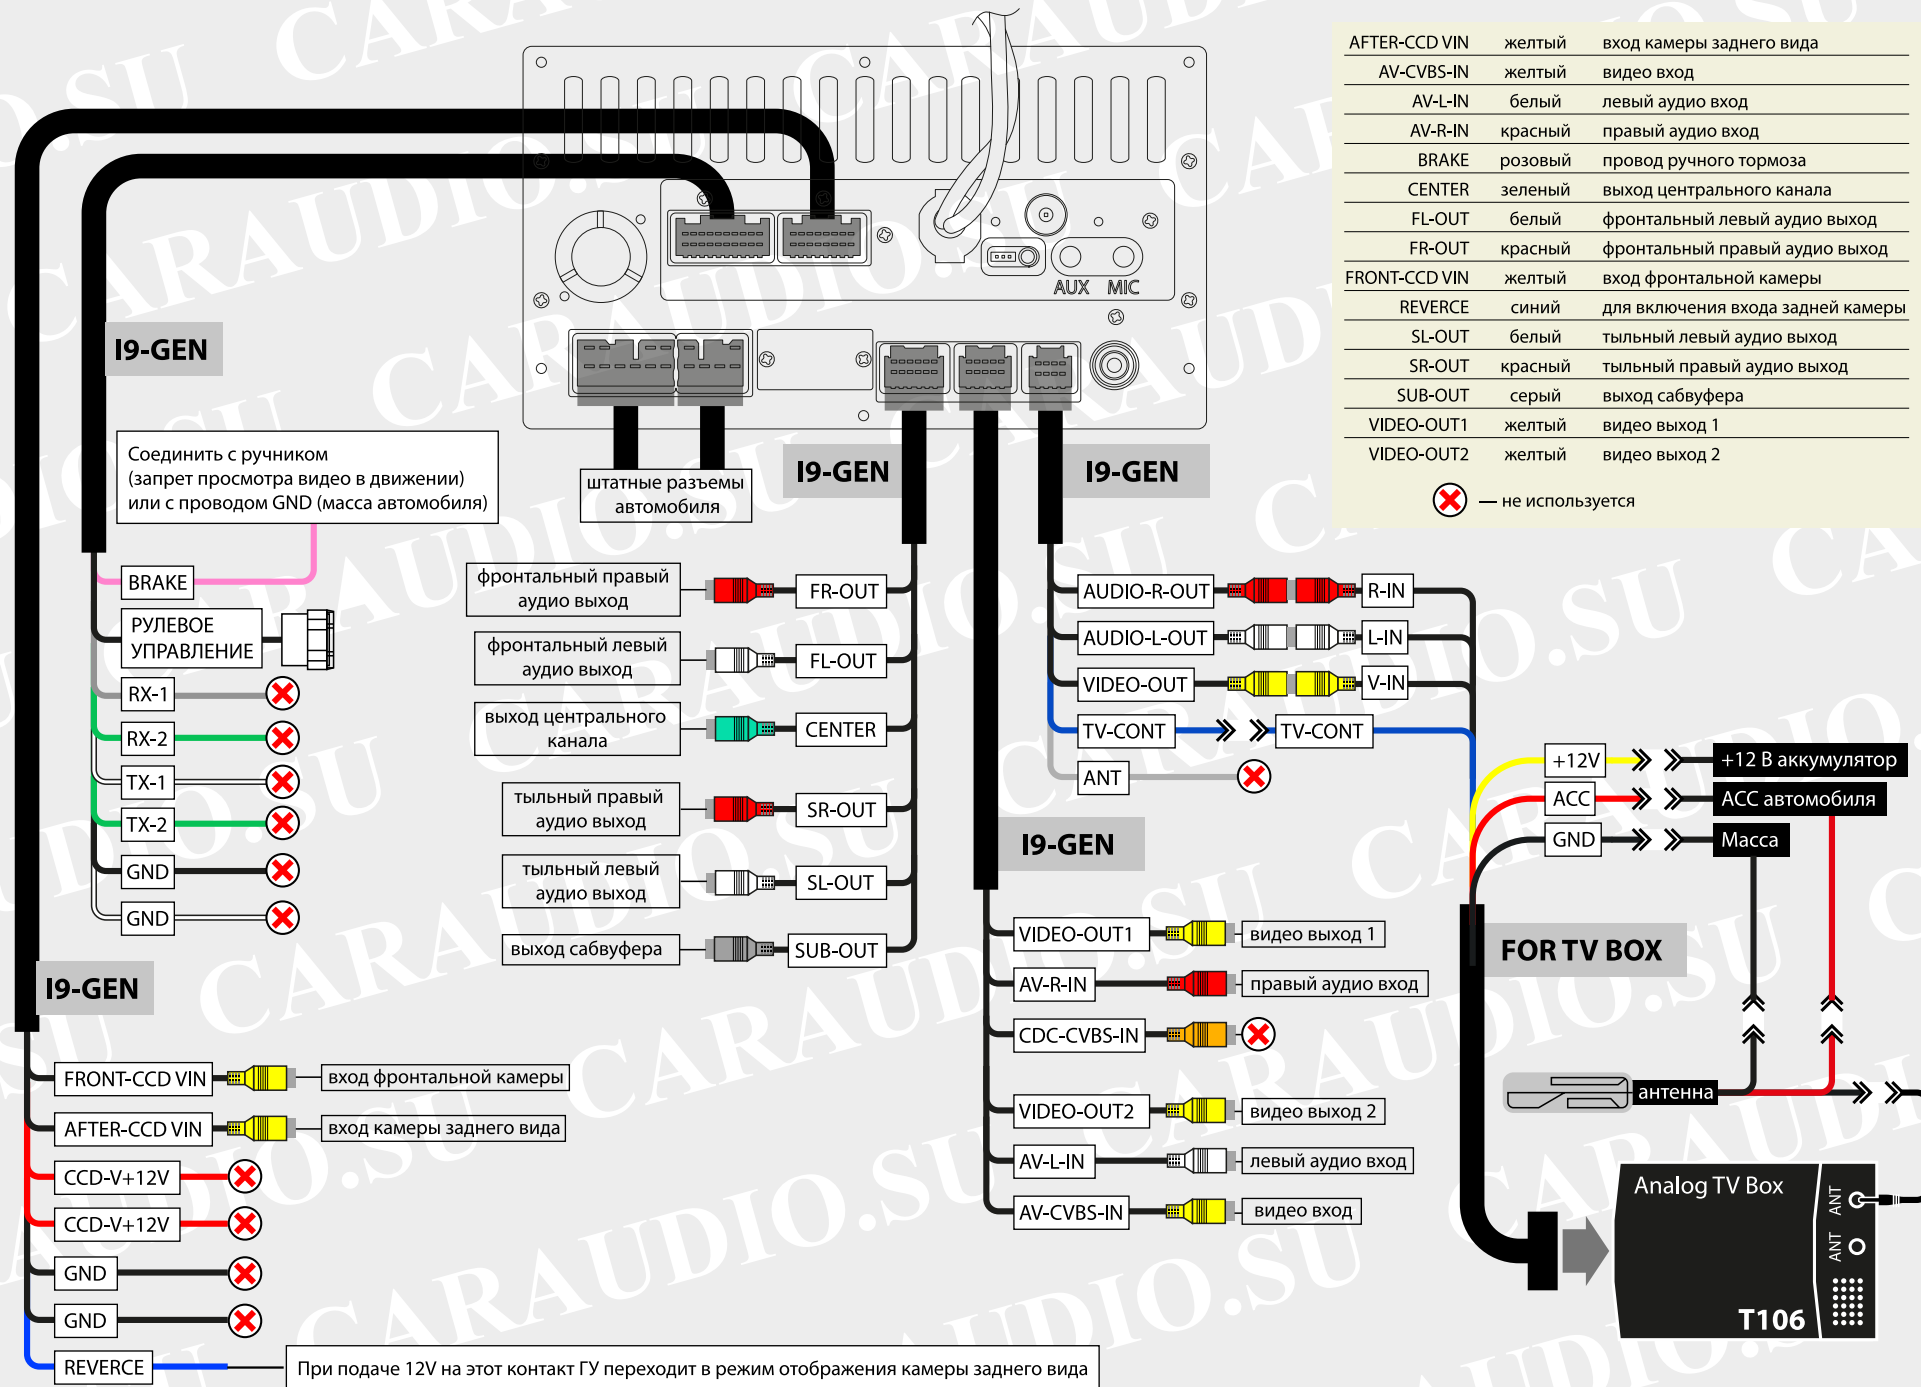 AFTER-CCD VIN желтый вход камеры заднего вида
AV-CVBS-IN желтый видео вход
AV-L-IN белый левый аудио вход
AV-R-IN красный правый аудио вход
BRAKE розовый провод ручного тормоза
CENTER зеленый выход центрального канала
FL-OUT белый фронтальный левый аудио выход
FR-OUT красный фронтальный правый аудио выход
FRONT-CCD VIN желтый вход фронтальной камеры
REVERCE синий для включения входа задней камеры
SL-OUT белый тыльный левый аудио выход
SR-OUT красный тыльный правый аудио выход
SUB-OUT серый выход сабвуфера
VIDEO-OUT1 желтый видео выход 1
VIDEO-OUT2 желтый видео выход 2
— не используется
AUX MIC
I9-GEN
Соединить с ручником
(запрет просмотра видео в движении)
или с проводом GND (масса автомобиля)
BRAKE
РУЛЕВОЕ
УПРАВЛЕНИЕ
RX-1
RX-2
TX-1
TX-2
GND
GND
I9-GEN
FRONT-CCD VIN
вход фронтальной камеры
AFTER-CCD VIN
вход камеры заднего вида
CCD-V+12V
CCD-V+12V
GND
GND
REVERCE
При подаче 12V на этот контакт ГУ переходит в режим отображения камеры заднего вида
штатные разъемы
автомобиля
I9-GEN
фронтальный правый
аудио выход
FR-OUT
фронтальный левый
аудио выход
FL-OUT
выход центрального
канала
CENTER
тыльный правый
аудио выход
SR-OUT
тыльный левый
аудио выход
SL-OUT
выход сабвуфера
SUB-OUT
I9-GEN
AUDIO-R-OUT
R-IN
AUDIO-L-OUT
L-IN
VIDEO-OUT
V-IN
TV-CONT
TV-CONT
ANT
I9-GEN
VIDEO-OUT1
видео выход 1
AV-R-IN
правый аудио вход
CDC-CVBS-IN
VIDEO-OUT2
видео выход 2
AV-L-IN
левый аудио вход
AV-CVBS-IN
видео вход
+12V
+12 В аккумулятор
ACC
ACC автомобиля
GND
Масса
FOR TV BOX
антенна
Analog TV Box
ANT
ANT
T106
CARAUDIO.SU